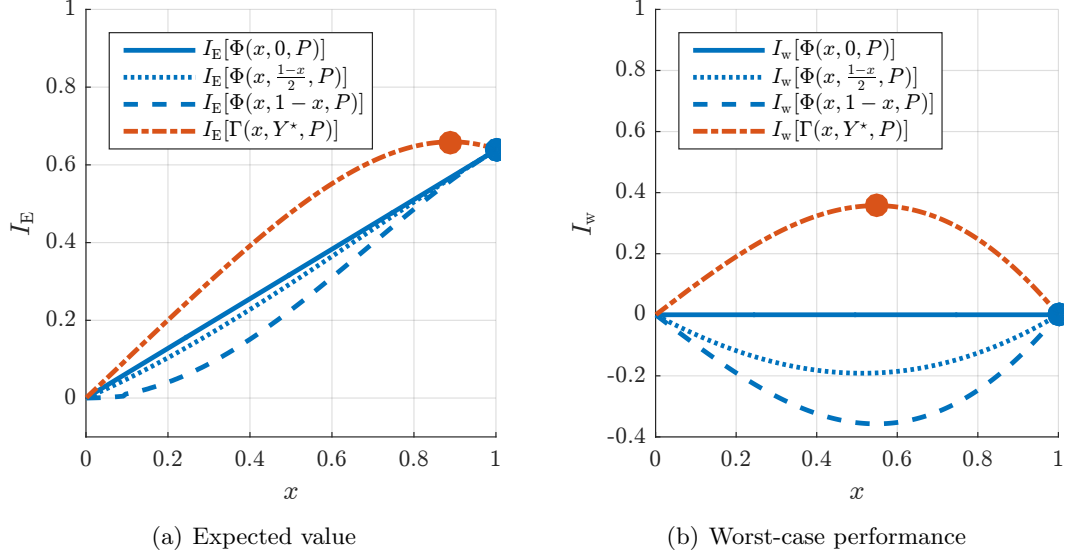 1
0.8
0.6
0.4
0.2
0
I_E
I_E[Φ(x, 0, P)]
I_E[Φ(x, (1−x)/2, P)]
I_E[Φ(x, 1 − x, P)]
I_E[Γ(x, Y⋆, P)]
0 0.2 0.4 0.6 0.8 1
x
(a) Expected value
1
0.8
0.6
0.4
0.2
0
-0.2
-0.4
I_w
I_w[Φ(x, 0, P)]
I_w[Φ(x, (1−x)/2, P)]
I_w[Φ(x, 1 − x, P)]
I_w[Γ(x, Y⋆, P)]
0 0.2 0.4 0.6 0.8 1
x
(b) Worst-case performance